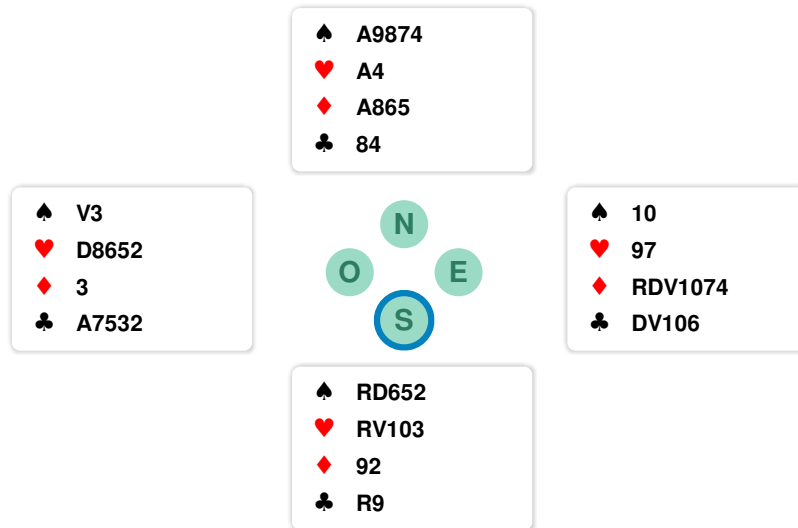 ♠ A9874
♥ A4
♦ A865
♣ 84
♠ V3
♥ D8652
♦ 3
♣ A7532
N
O E
S
♠ 10
♥ 97
♦ RDV1074
♣ DV106
♠ RD652
♥ RV103
♦ 92
♣ R9